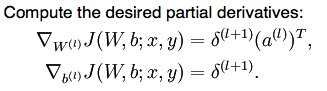 Compute the desired partial derivatives:
∇_{W^{(l)}} J(W, b; x, y) = δ^{(l+1)} (a^{(l)})^T,
∇_{b^{(l)}} J(W, b; x, y) = δ^{(l+1)}.